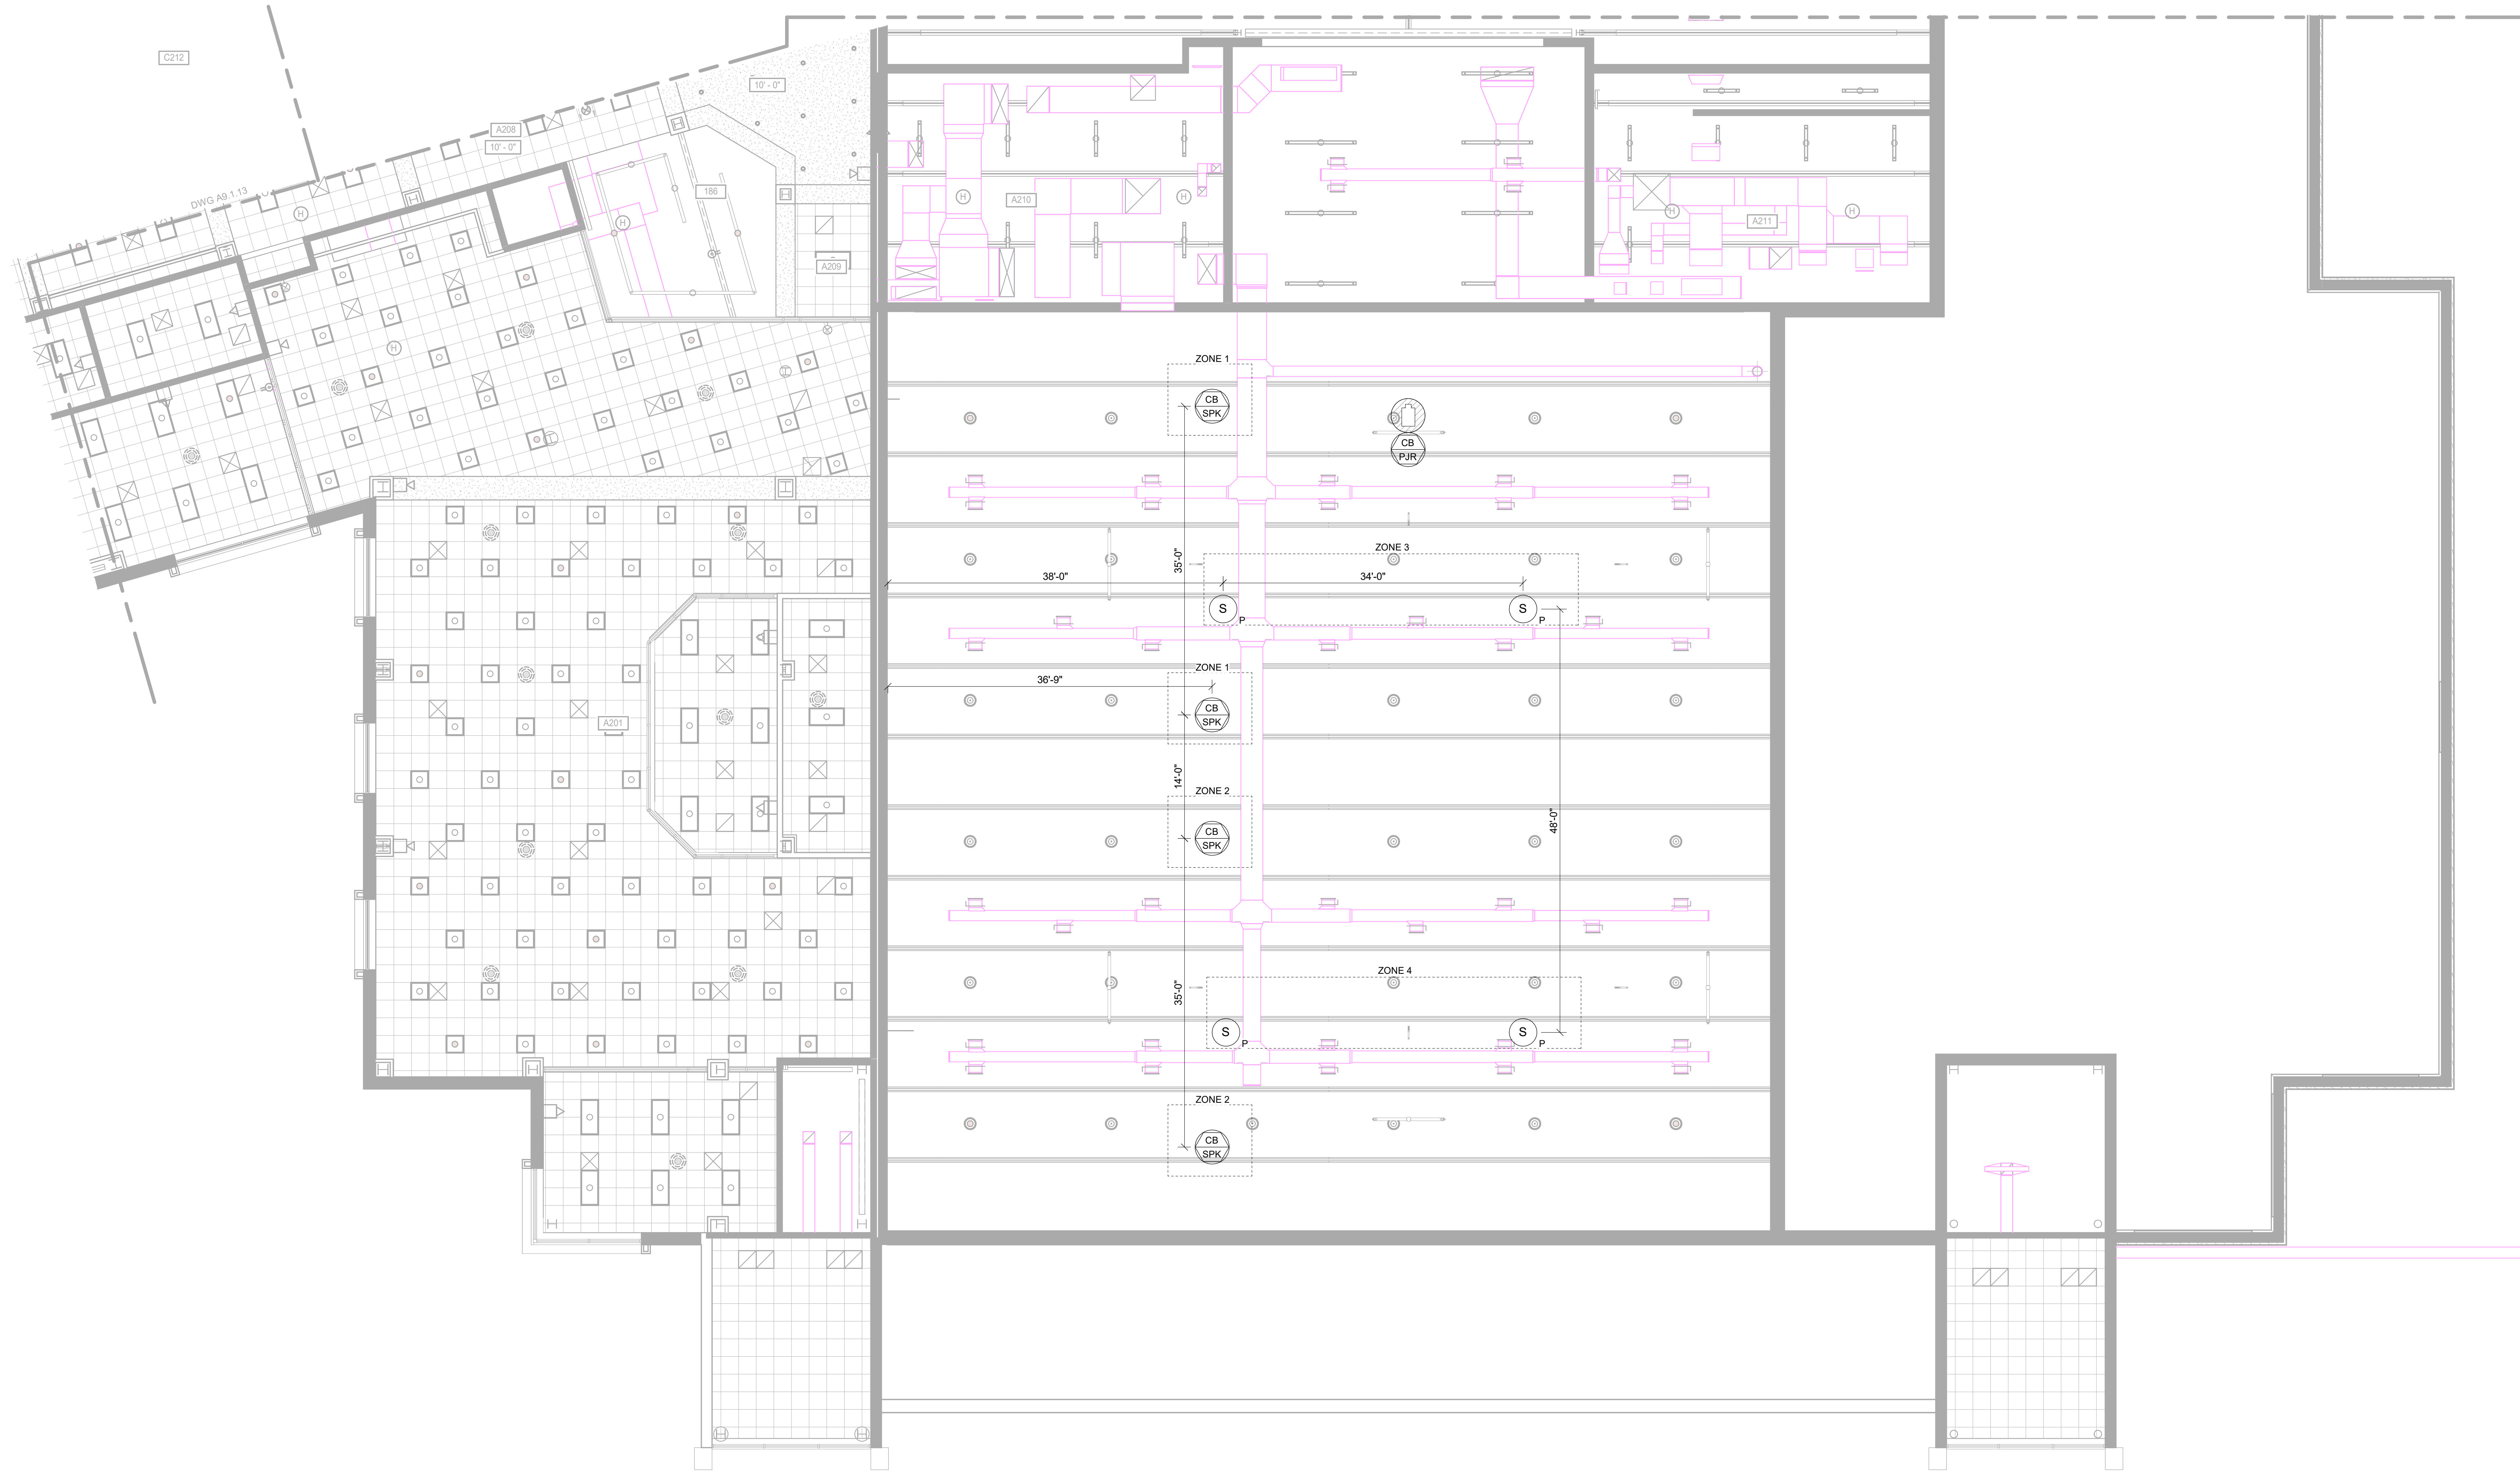 C212
10' - 0"
A208
10' - 0"
DWG A9.1.13
186
H
H
H
H
A210
H
H
A211
H
A209
H
ZONE 1
CB
SPK
CB
PJR
35'-0"
ZONE 3
38'-0"
34'-0"
S
P
S
P
ZONE 1
36'-9"
CB
SPK
A201
14'-0"
ZONE 2
CB
SPK
48'-0"
35'-0"
ZONE 4
S
P
S
P
ZONE 2
CB
SPK